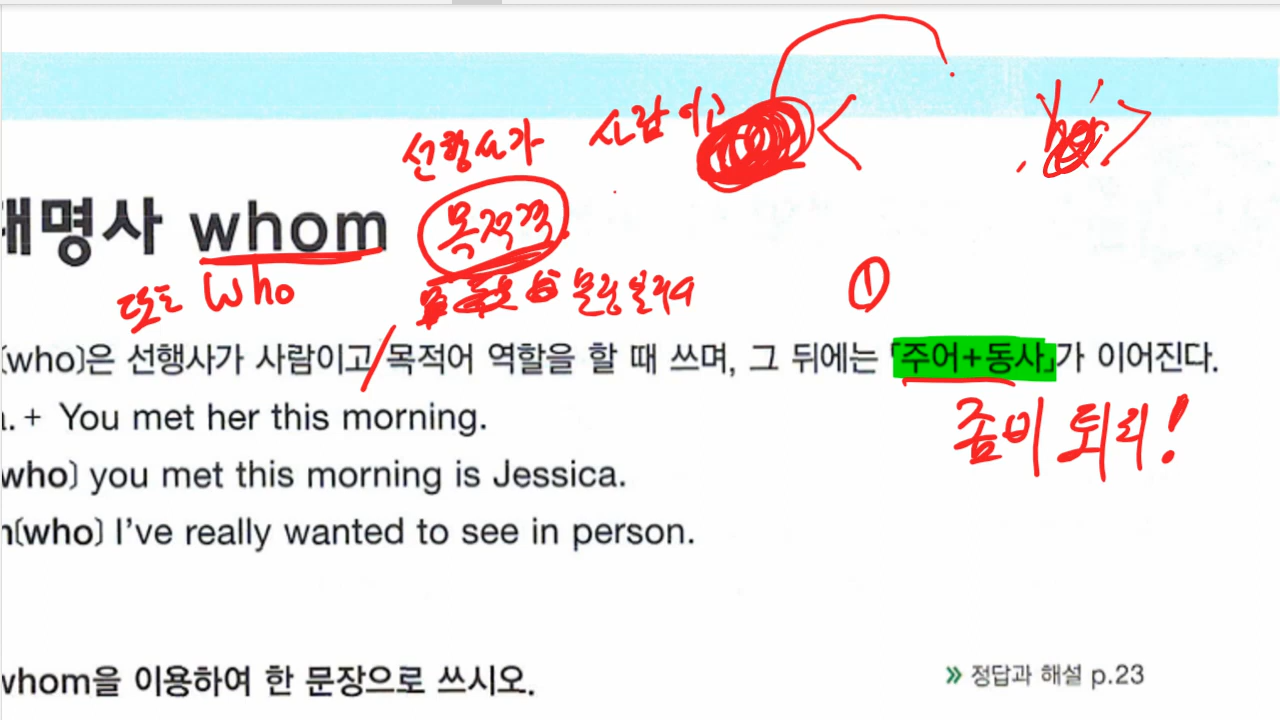 사람이고
선행사가
her
대명사 whom 목적격
또는 who
①
(who)은 선행사가 사람이고/목적어 역할을 할 때 쓰며, 그 뒤에는 「주어+동사」가 이어진다.
a. + You met her this morning.
좀비 퇴리!
who) you met this morning is Jessica.
(who) I've really wanted to see in person.
whom을 이용하여 한 문장으로 쓰시오.
» 정답과 해설 p.23